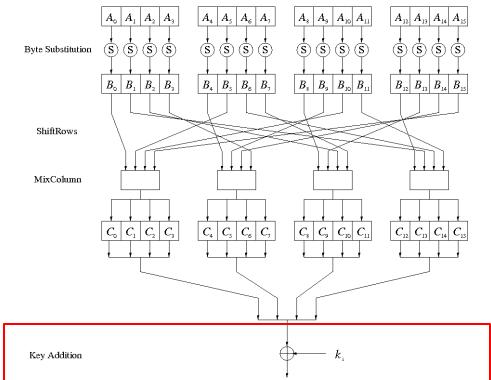 A₀ A₁ A₂ A₃ A₄ A₅ A₆ A₇ A₈ A₉ A₁₀ A₁₁ A₁₂ A₁₃ A₁₄ A₁₅
Byte Substitution S S S S S S S S S S S S S S S S
B₀ B₁ B₂ B₃ B₄ B₅ B₆ B₇ B₈ B₉ B₁₀ B₁₁ B₁₂ B₁₃ B₁₄ B₁₅
ShiftRows
MixColumn
C₀ C₁ C₂ C₃ C₄ C₅ C₆ C₇ C₈ C₉ C₁₀ C₁₁ C₁₂ C₁₃ C₁₄ C₁₅
Key Addition kᵢ